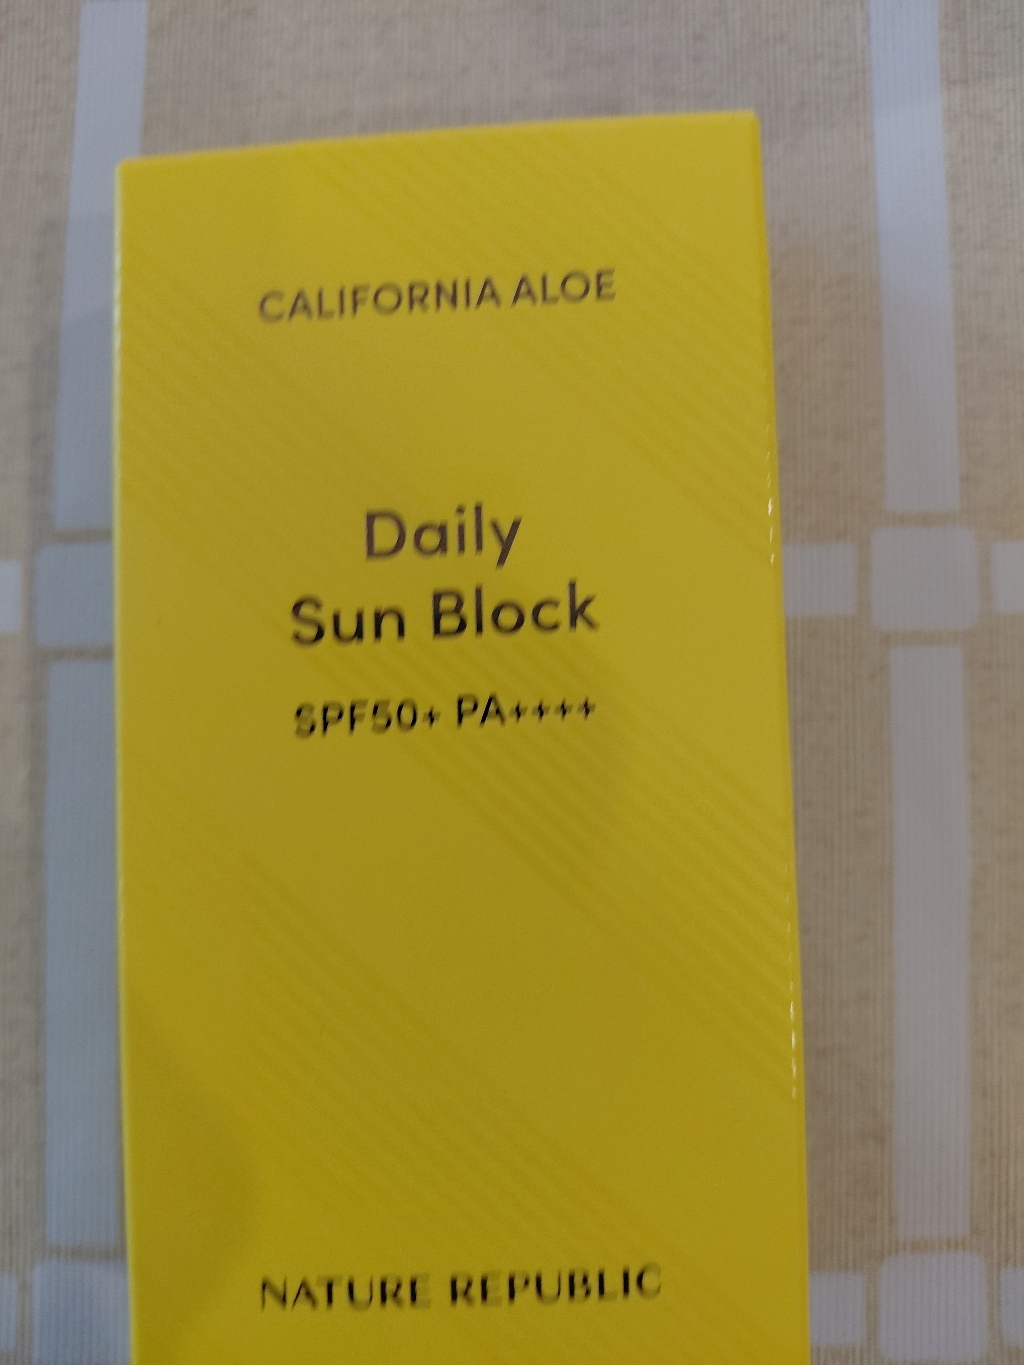 CALIFORNIA ALOE
Daily
Sun Block
SPF50+ PA++++
NATURE REPUBLIC